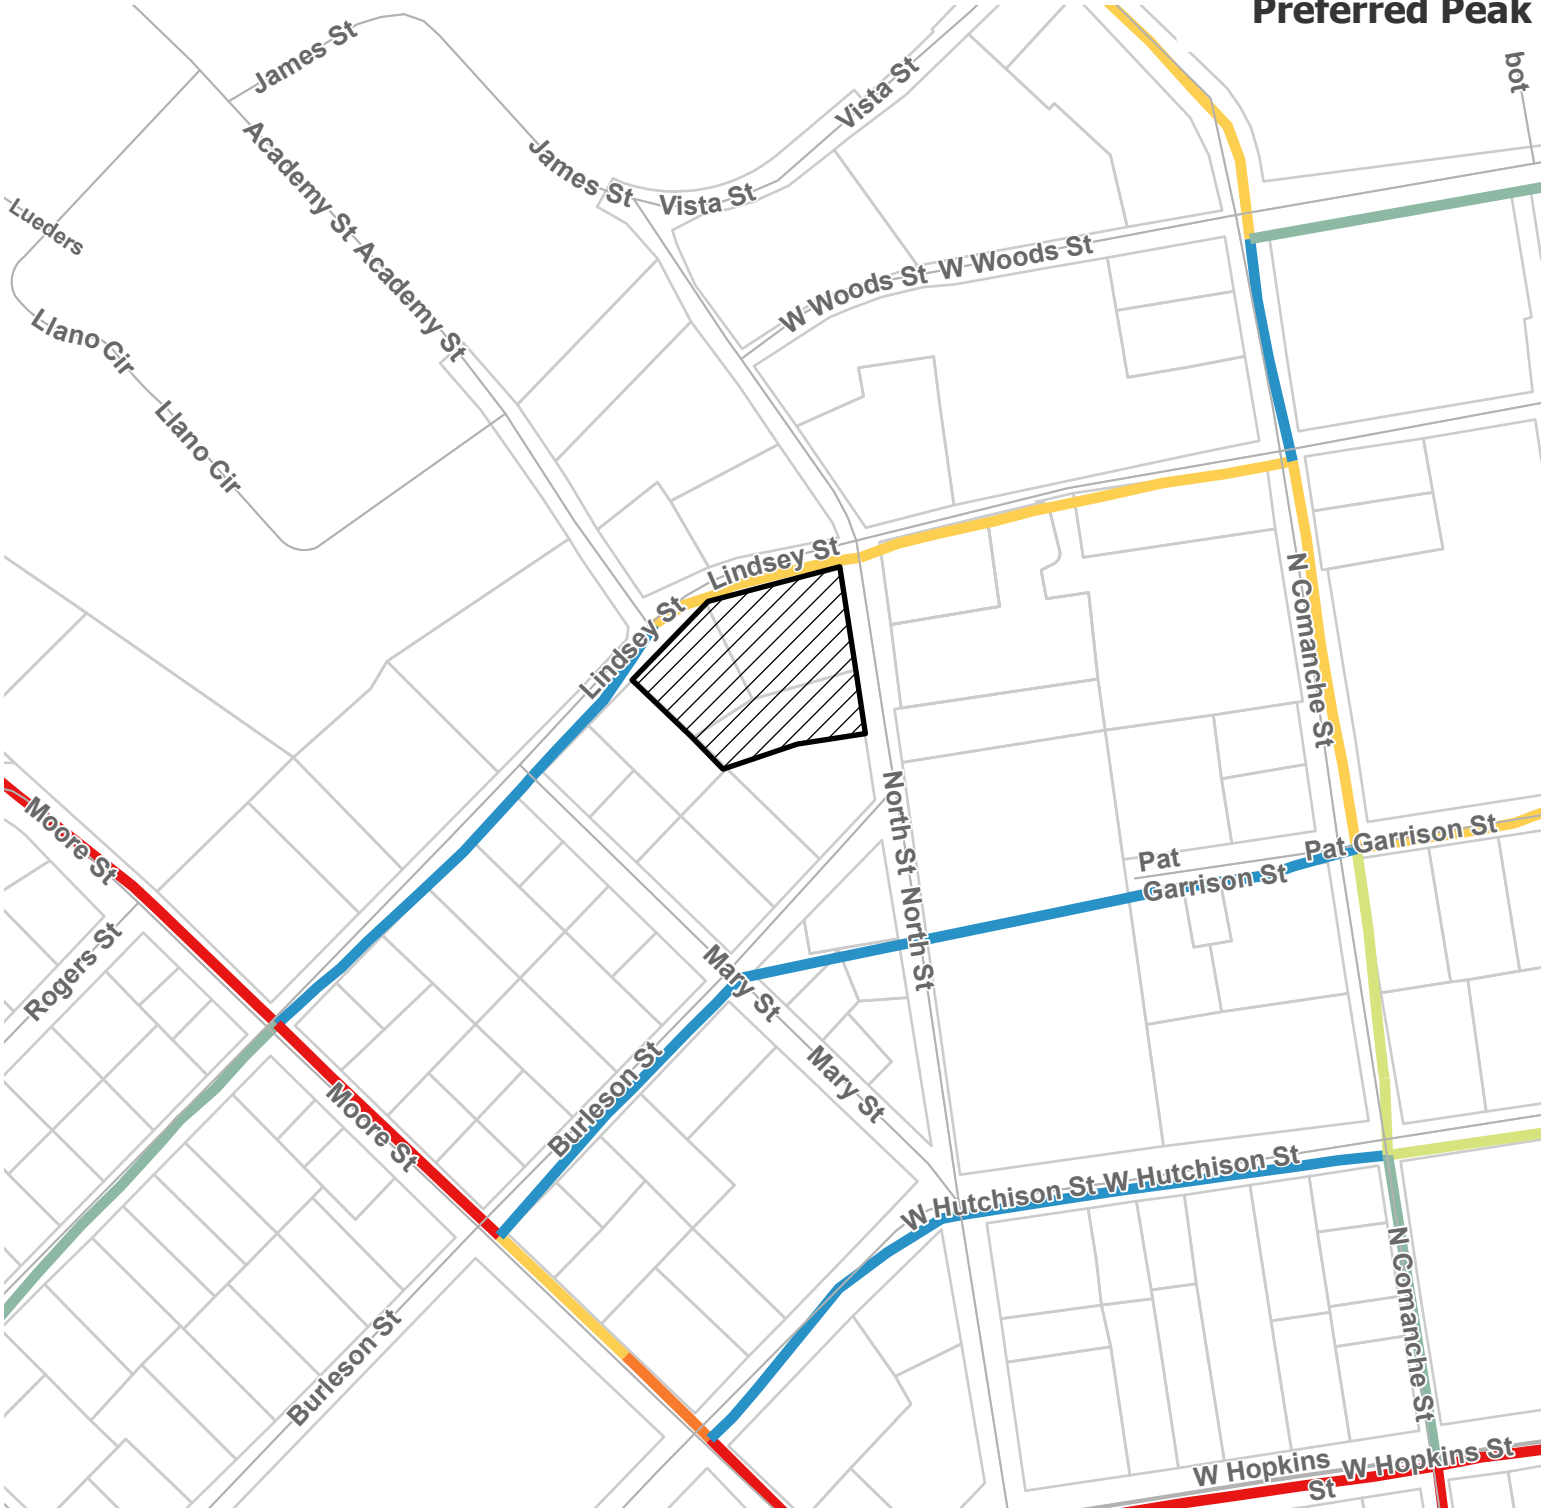 Preferred Peak
James St
bot
Vista St
Academy St Academy St
James St
Vista St
Lueders
W Woods St W Woods St
Llano Cir
Llano Cir
Lindsey St
Lindsey St
N Comanche St
Moore St
North St North St
Pat Garrison St
Pat
Garrison St
Rogers St
Mary St
Mary St
Burleson St
Moore St
W Hutchison St W Hutchison St
N Comanche St
Burleson St
W Hopkins
St
W Hopkins St